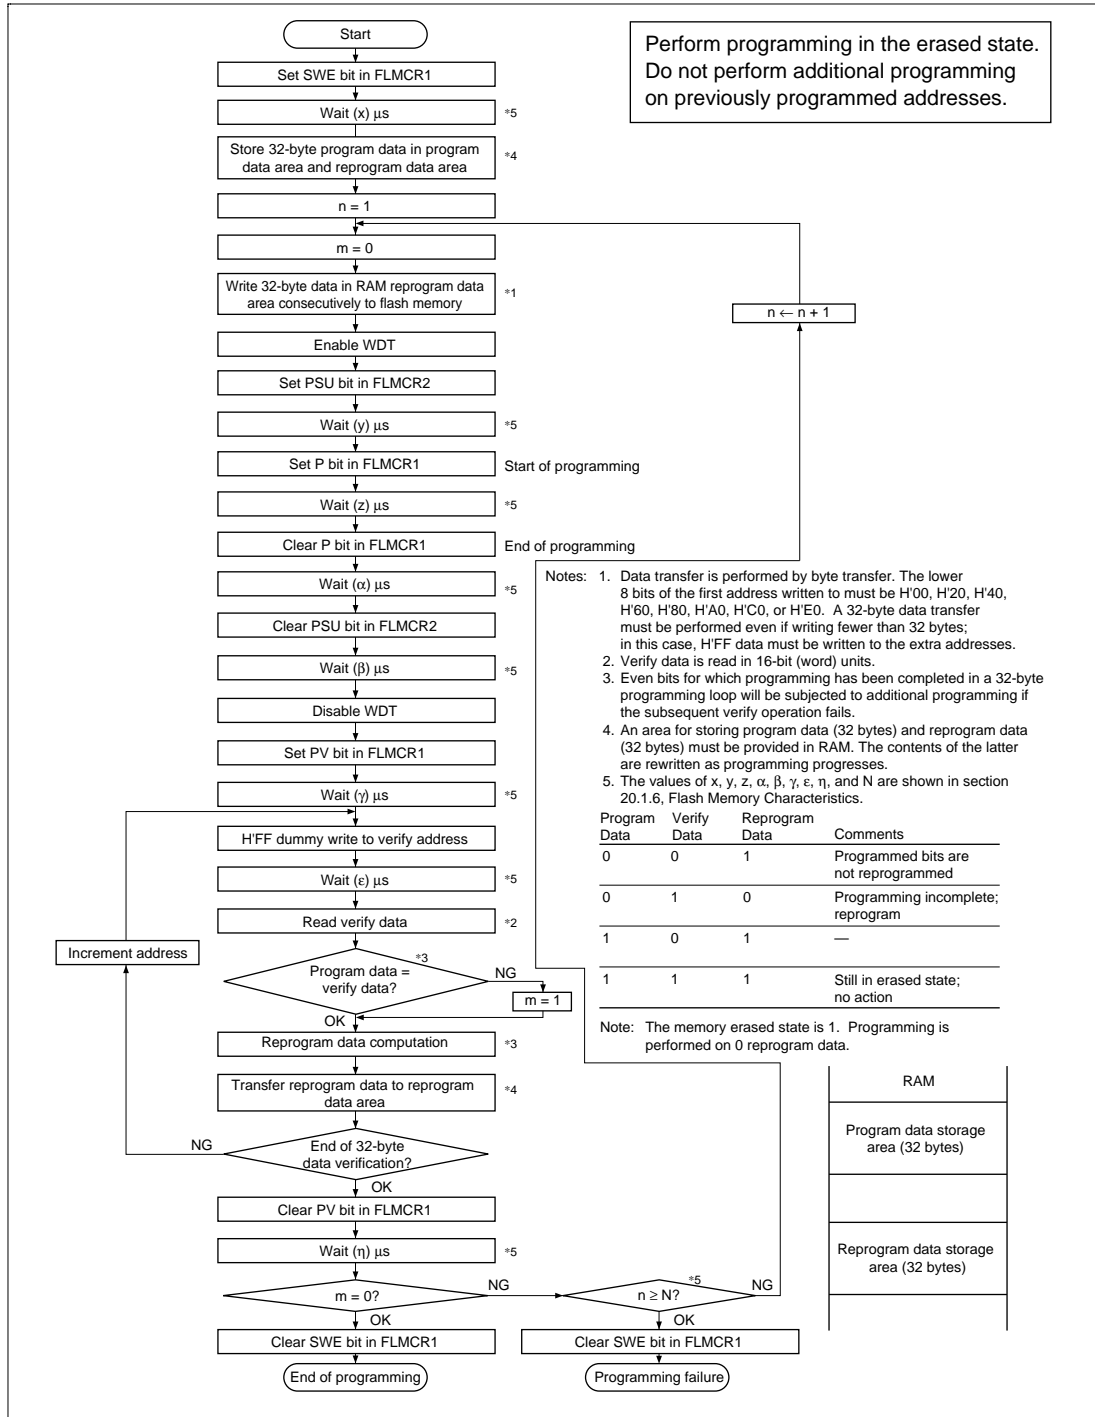 Start
Perform programming in the erased state.
Do not perform additional programming
on previously programmed addresses.
Set SWE bit in FLMCR1
Wait (x) μs
*5
Store 32-byte program data in program
data area and reprogram data area
*4
n = 1
m = 0
Write 32-byte data in RAM reprogram data
area consecutively to flash memory
*1
n ← n + 1
Enable WDT
Set PSU bit in FLMCR2
Wait (y) μs
*5
Set P bit in FLMCR1
Start of programming
Wait (z) μs
*5
Clear P bit in FLMCR1
End of programming
Wait (α) μs
*5
Clear PSU bit in FLMCR2
Wait (β) μs
*5
Disable WDT
Set PV bit in FLMCR1
Wait (γ) μs
*5
H'FF dummy write to verify address
Wait (ε) μs
*5
Read verify data
*2
Increment address
*3
Program data =
verify data?
NG
m = 1
OK
Reprogram data computation
*3
Transfer reprogram data to reprogram
data area
*4
NG
End of 32-byte
data verification?
OK
Clear PV bit in FLMCR1
Wait (η) μs
*5
m = 0?
NG
*5
n ≥ N?
NG
OK
OK
Clear SWE bit in FLMCR1
Clear SWE bit in FLMCR1
End of programming
Programming failure
Notes: 1. Data transfer is performed by byte transfer. The lower
8 bits of the first address written to must be H'00, H'20, H'40,
H'60, H'80, H'A0, H'C0, or H'E0. A 32-byte data transfer
must be performed even if writing fewer than 32 bytes;
in this case, H'FF data must be written to the extra addresses.
2. Verify data is read in 16-bit (word) units.
3. Even bits for which programming has been completed in a 32-byte
programming loop will be subjected to additional programming if
the subsequent verify operation fails.
4. An area for storing program data (32 bytes) and reprogram data
(32 bytes) must be provided in RAM. The contents of the latter
are rewritten as programming progresses.
5. The values of x, y, z, α, β, γ, ε, η, and N are shown in section
20.1.6, Flash Memory Characteristics.
Program Verify Reprogram
Data Data Data Comments
0 0 1 Programmed bits are
not reprogrammed
0 1 0 Programming incomplete;
reprogram
1 0 1 —
1 1 1 Still in erased state;
no action
Note: The memory erased state is 1. Programming is
performed on 0 reprogram data.
RAM
Program data storage
area (32 bytes)
Reprogram data storage
area (32 bytes)